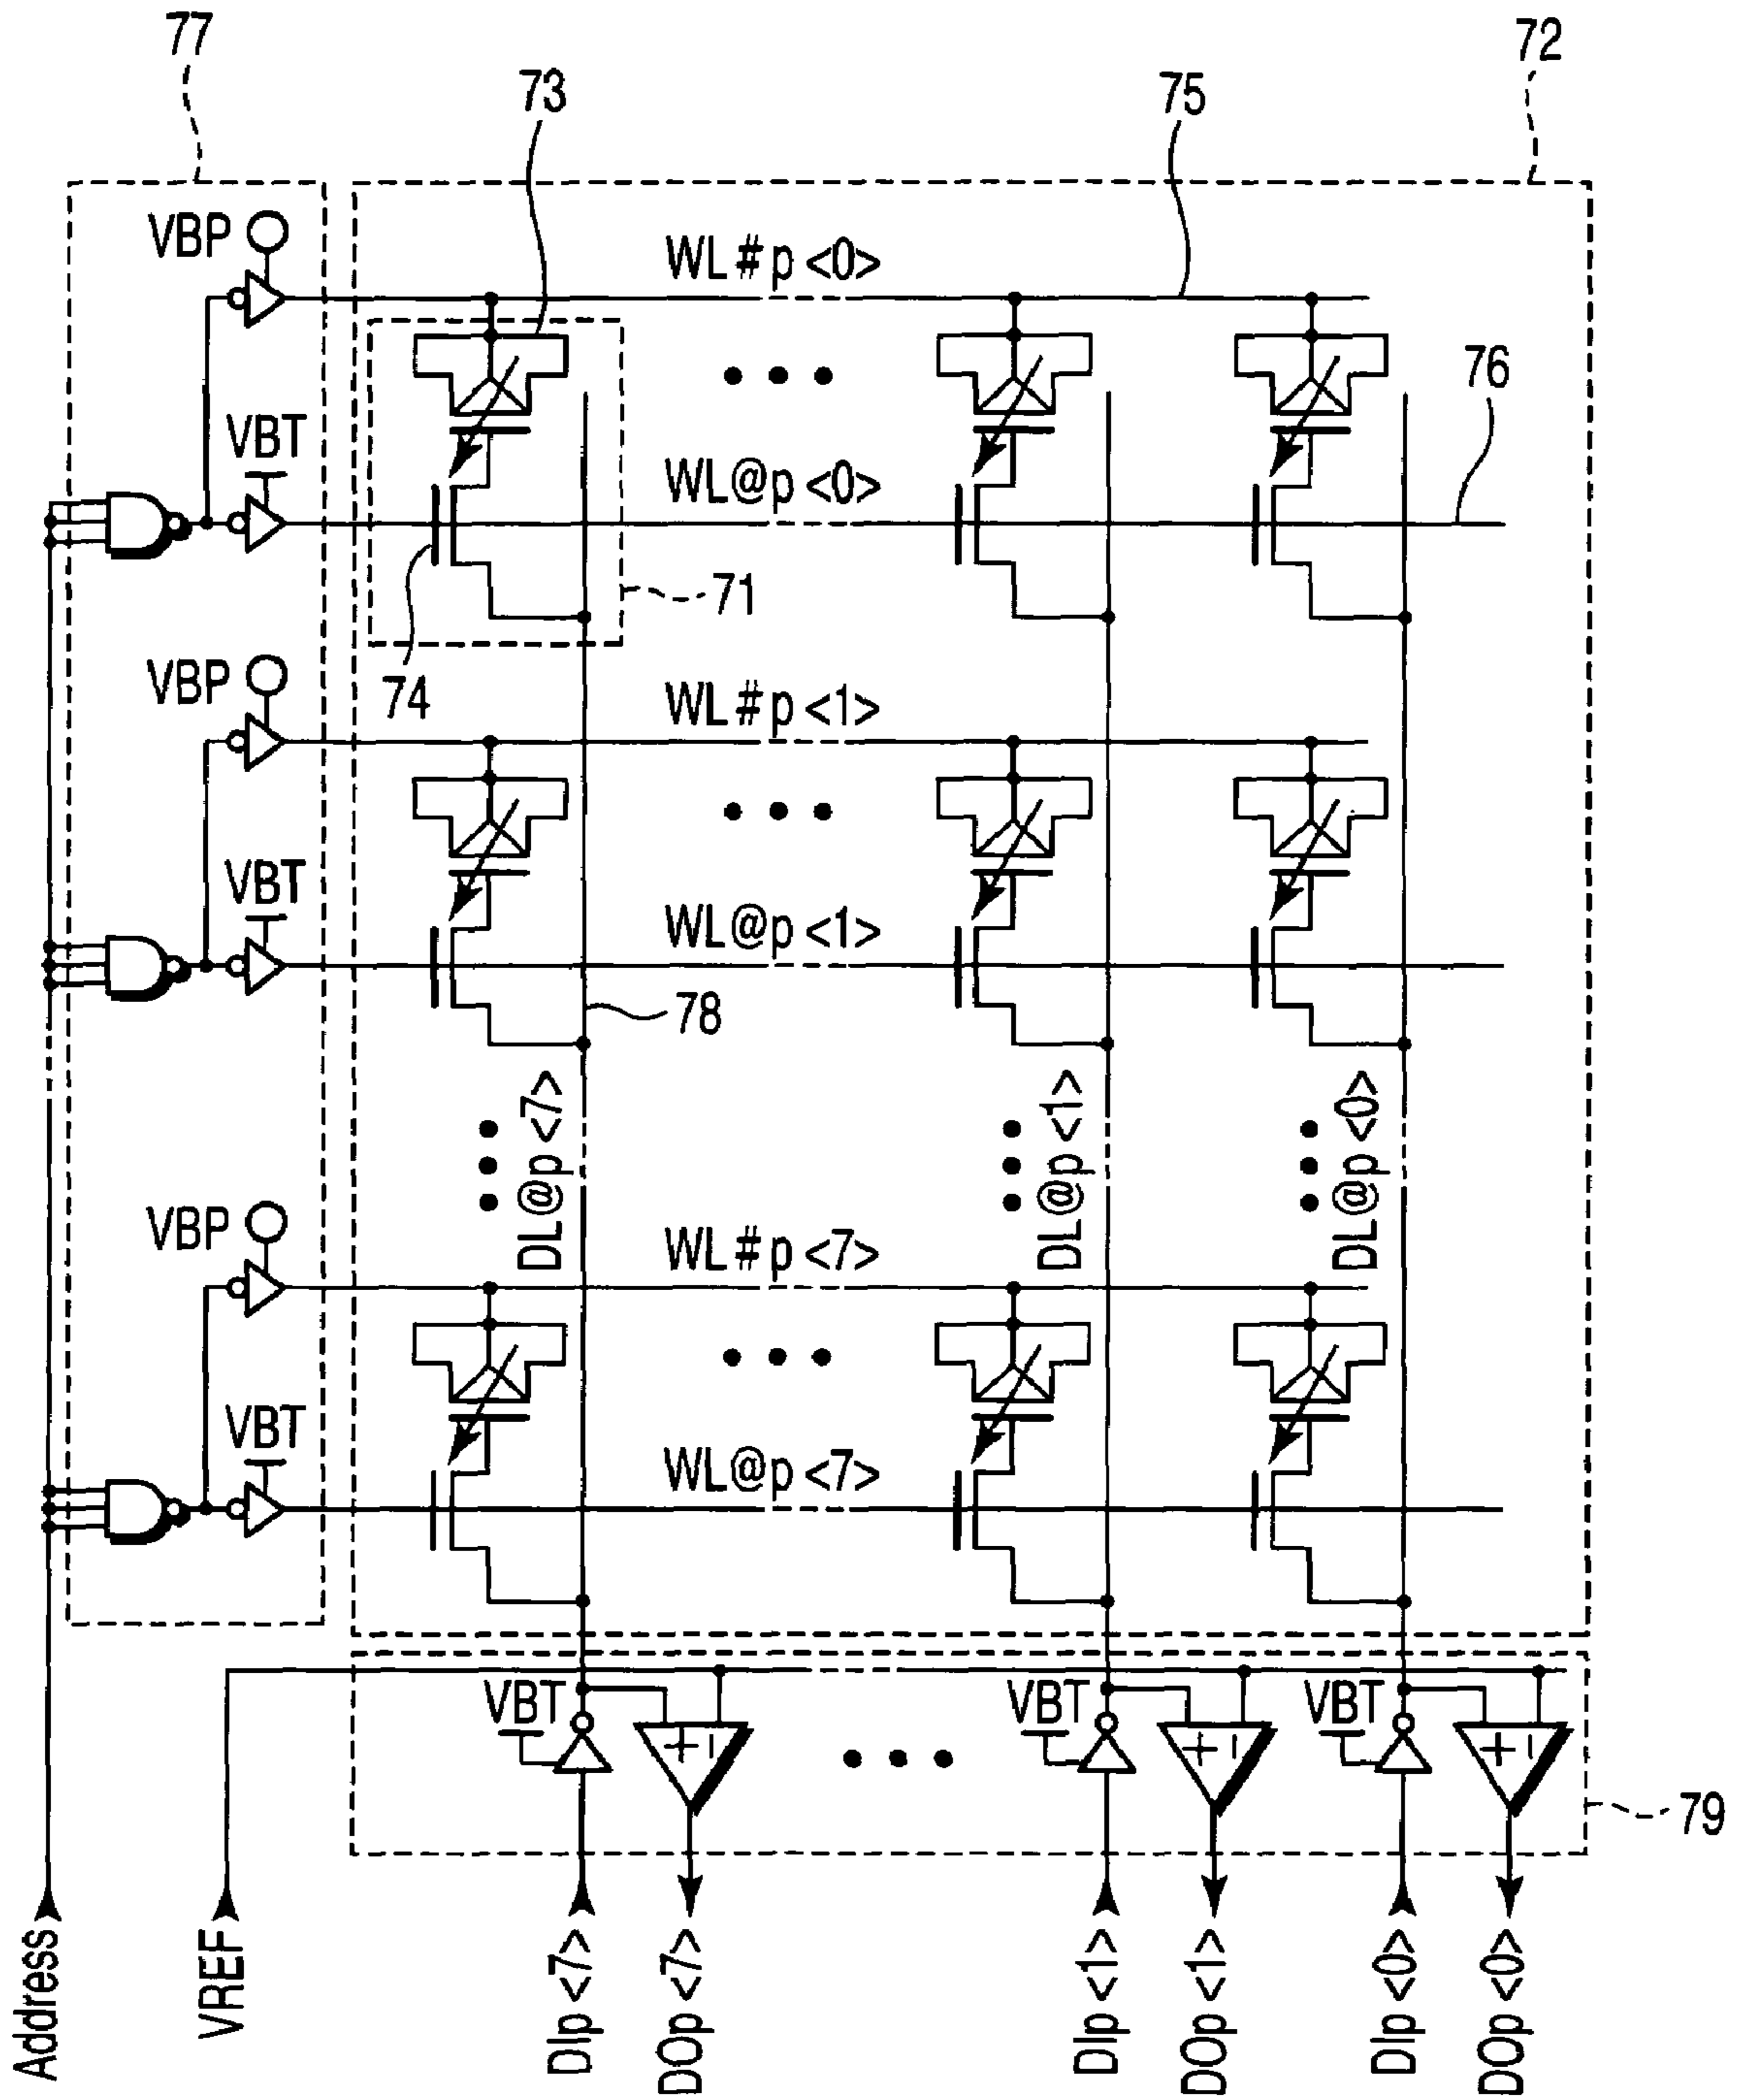 77
72
73
75
VBP
WL#p<0>
76
VBT
WL@p<0>
71
74
VBP
WL#p<1>
VBT
WL@p<1>
78
DL@p<7>
DL@p<1>
DL@p<0>
VBP
WL#p<7>
VBT
WL@p<7>
VBT
+ −
VBT
+ −
VBT
+ −
79
Address
VREF
DIp<7>
DOp<7>
DIp<1>
DOp<1>
DIp<0>
DOp<0>